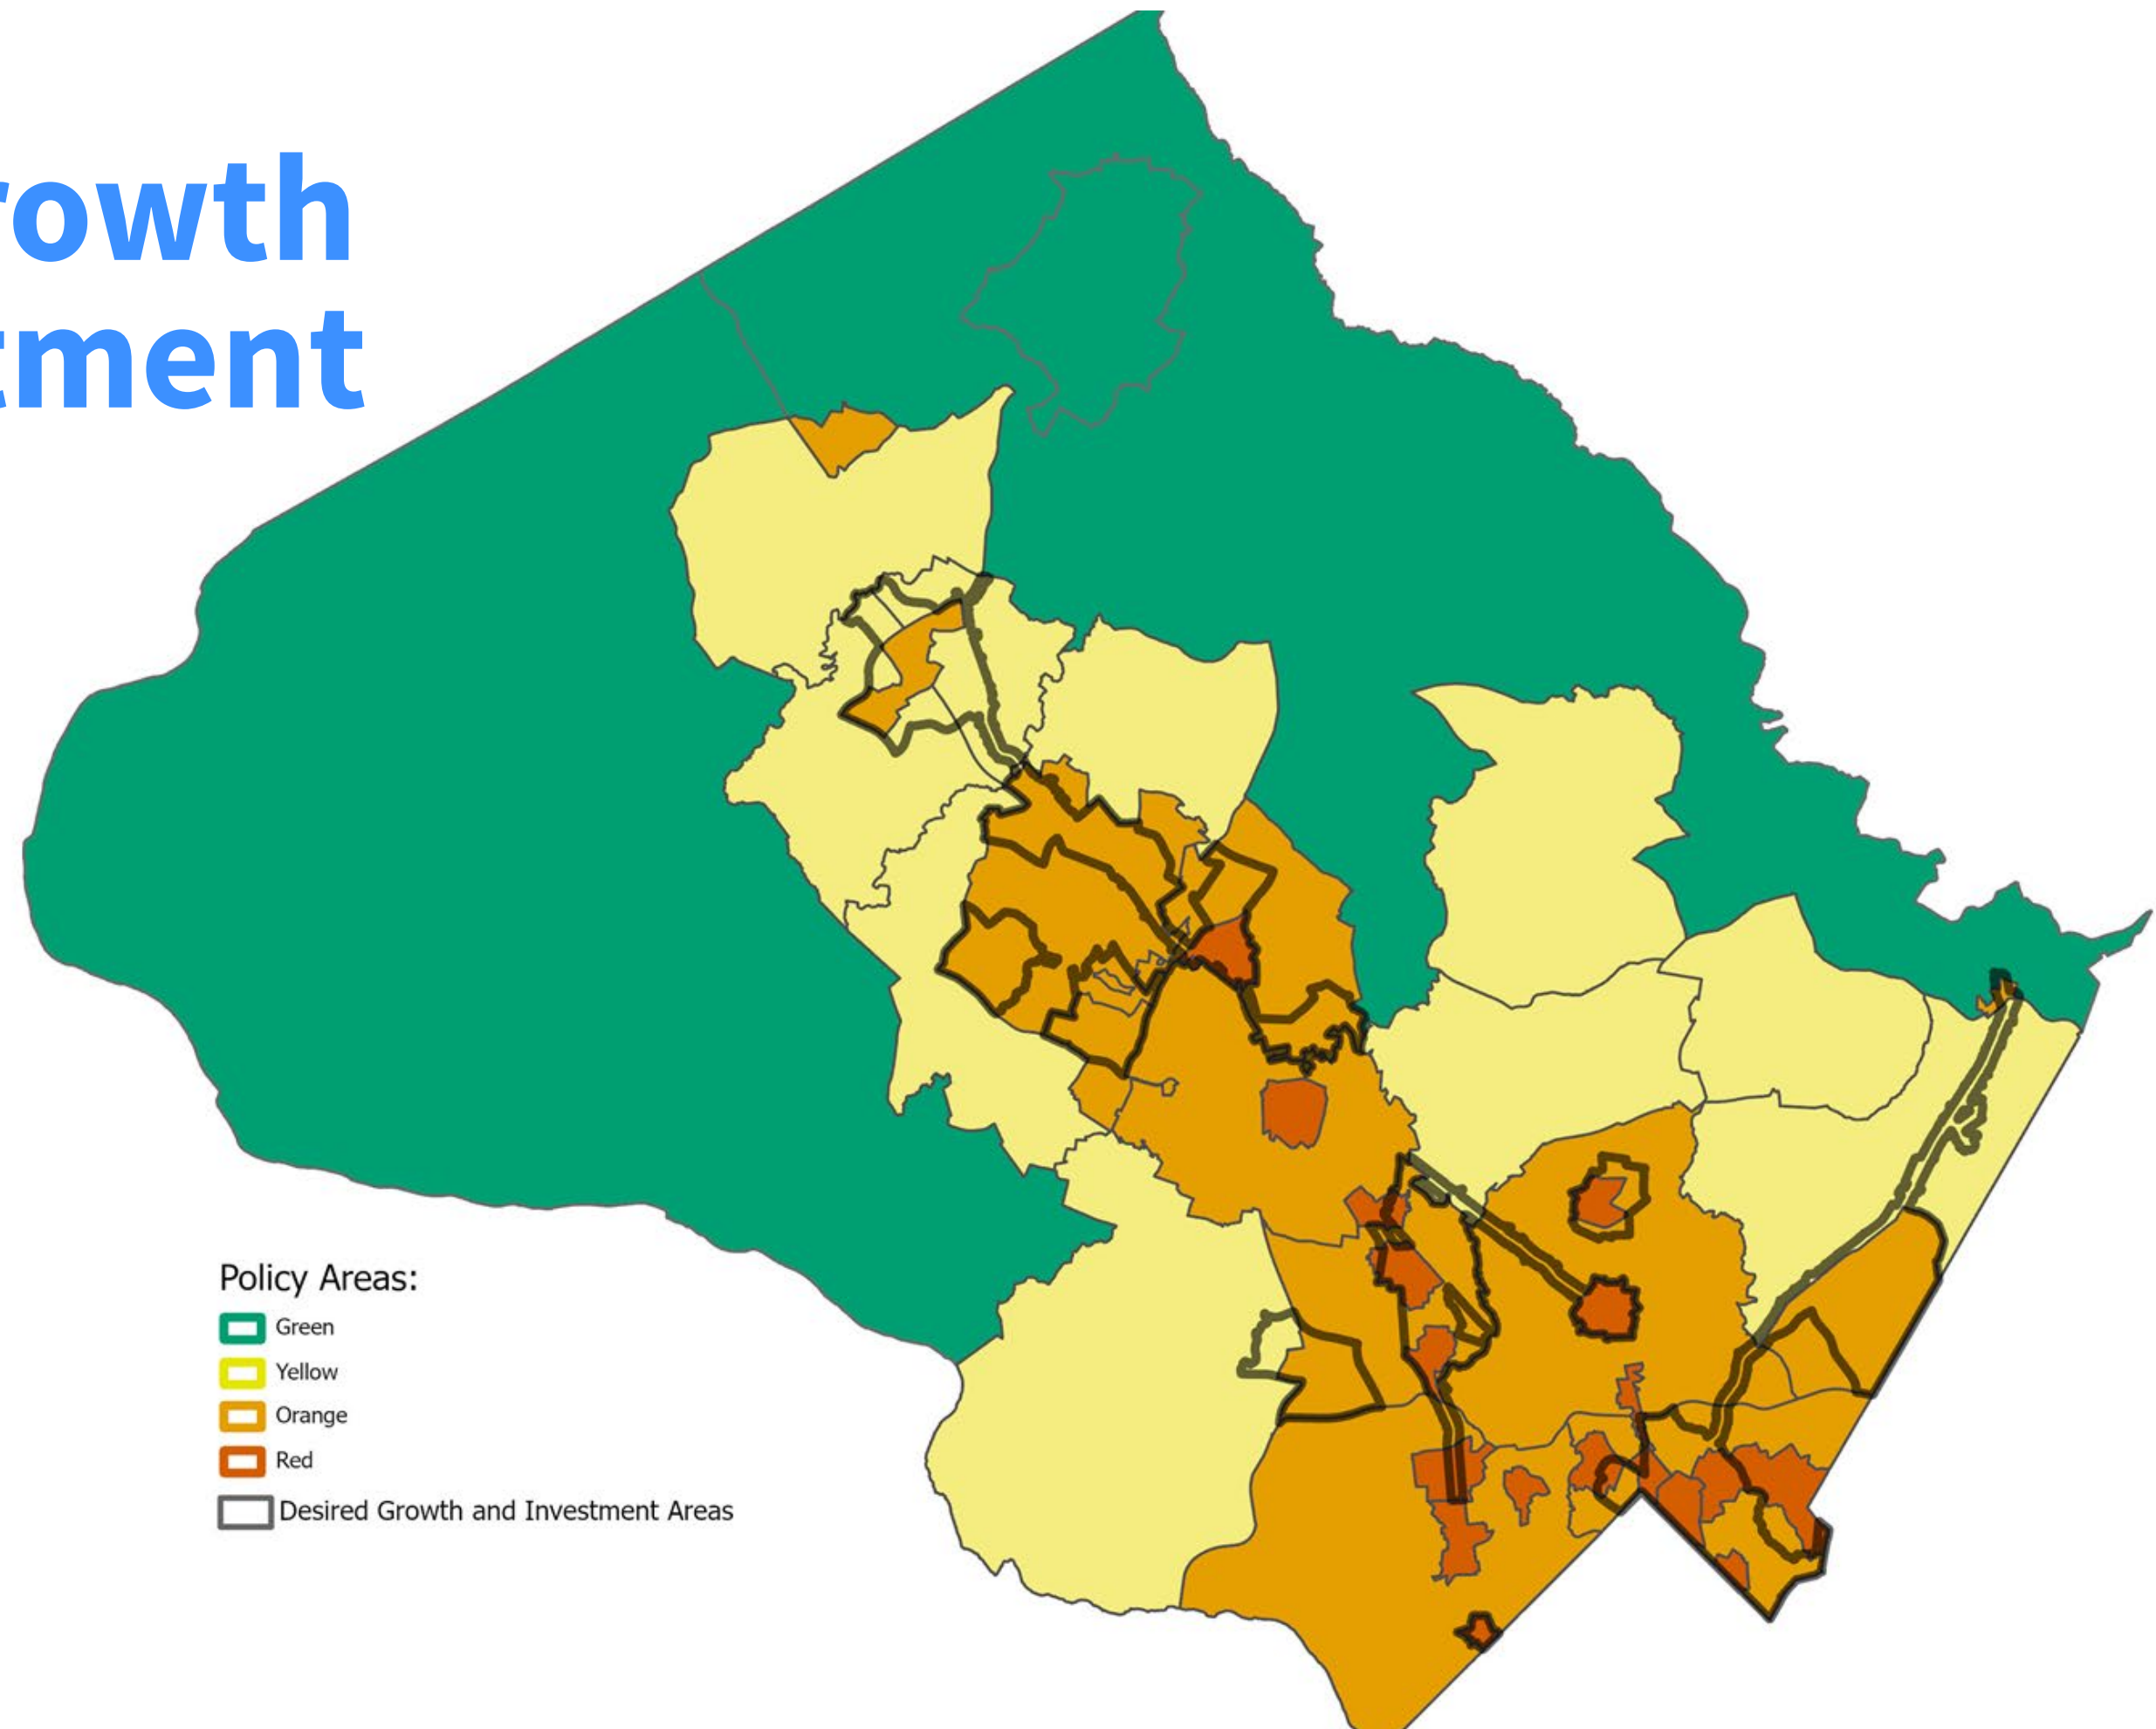 rowth
tment
Policy Areas:
Green
Yellow
Orange
Red
Desired Growth and Investment Areas